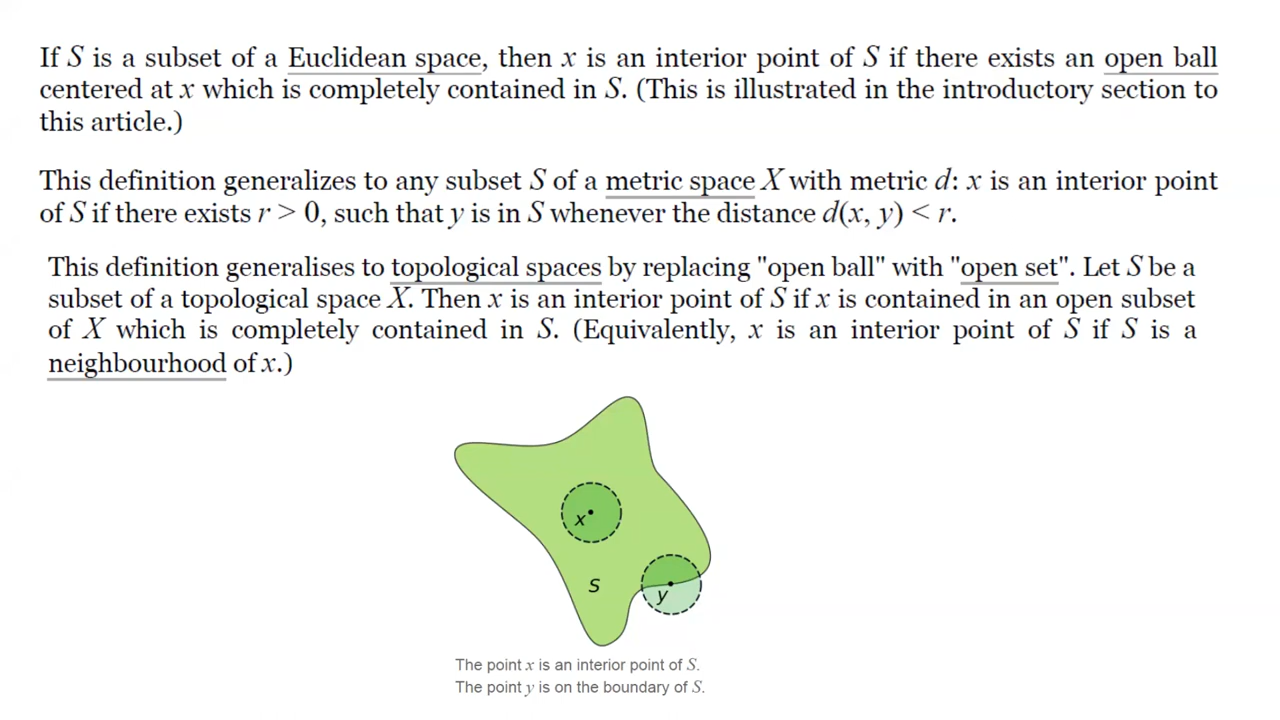 If S is a subset of a Euclidean space, then x is an interior point of S if there exists an open ball
centered at x which is completely contained in S. (This is illustrated in the introductory section to
this article.)
This definition generalizes to any subset S of a metric space X with metric d: x is an interior point
of S if there exists r > 0, such that y is in S whenever the distance d(x, y) < r.
This definition generalises to topological spaces by replacing "open ball" with "open set". Let S be a
subset of a topological space X. Then x is an interior point of S if x is contained in an open subset
of X which is completely contained in S. (Equivalently, x is an interior point of S if S is a
neighbourhood of x.)
x
S
y
The point x is an interior point of S.
The point y is on the boundary of S.